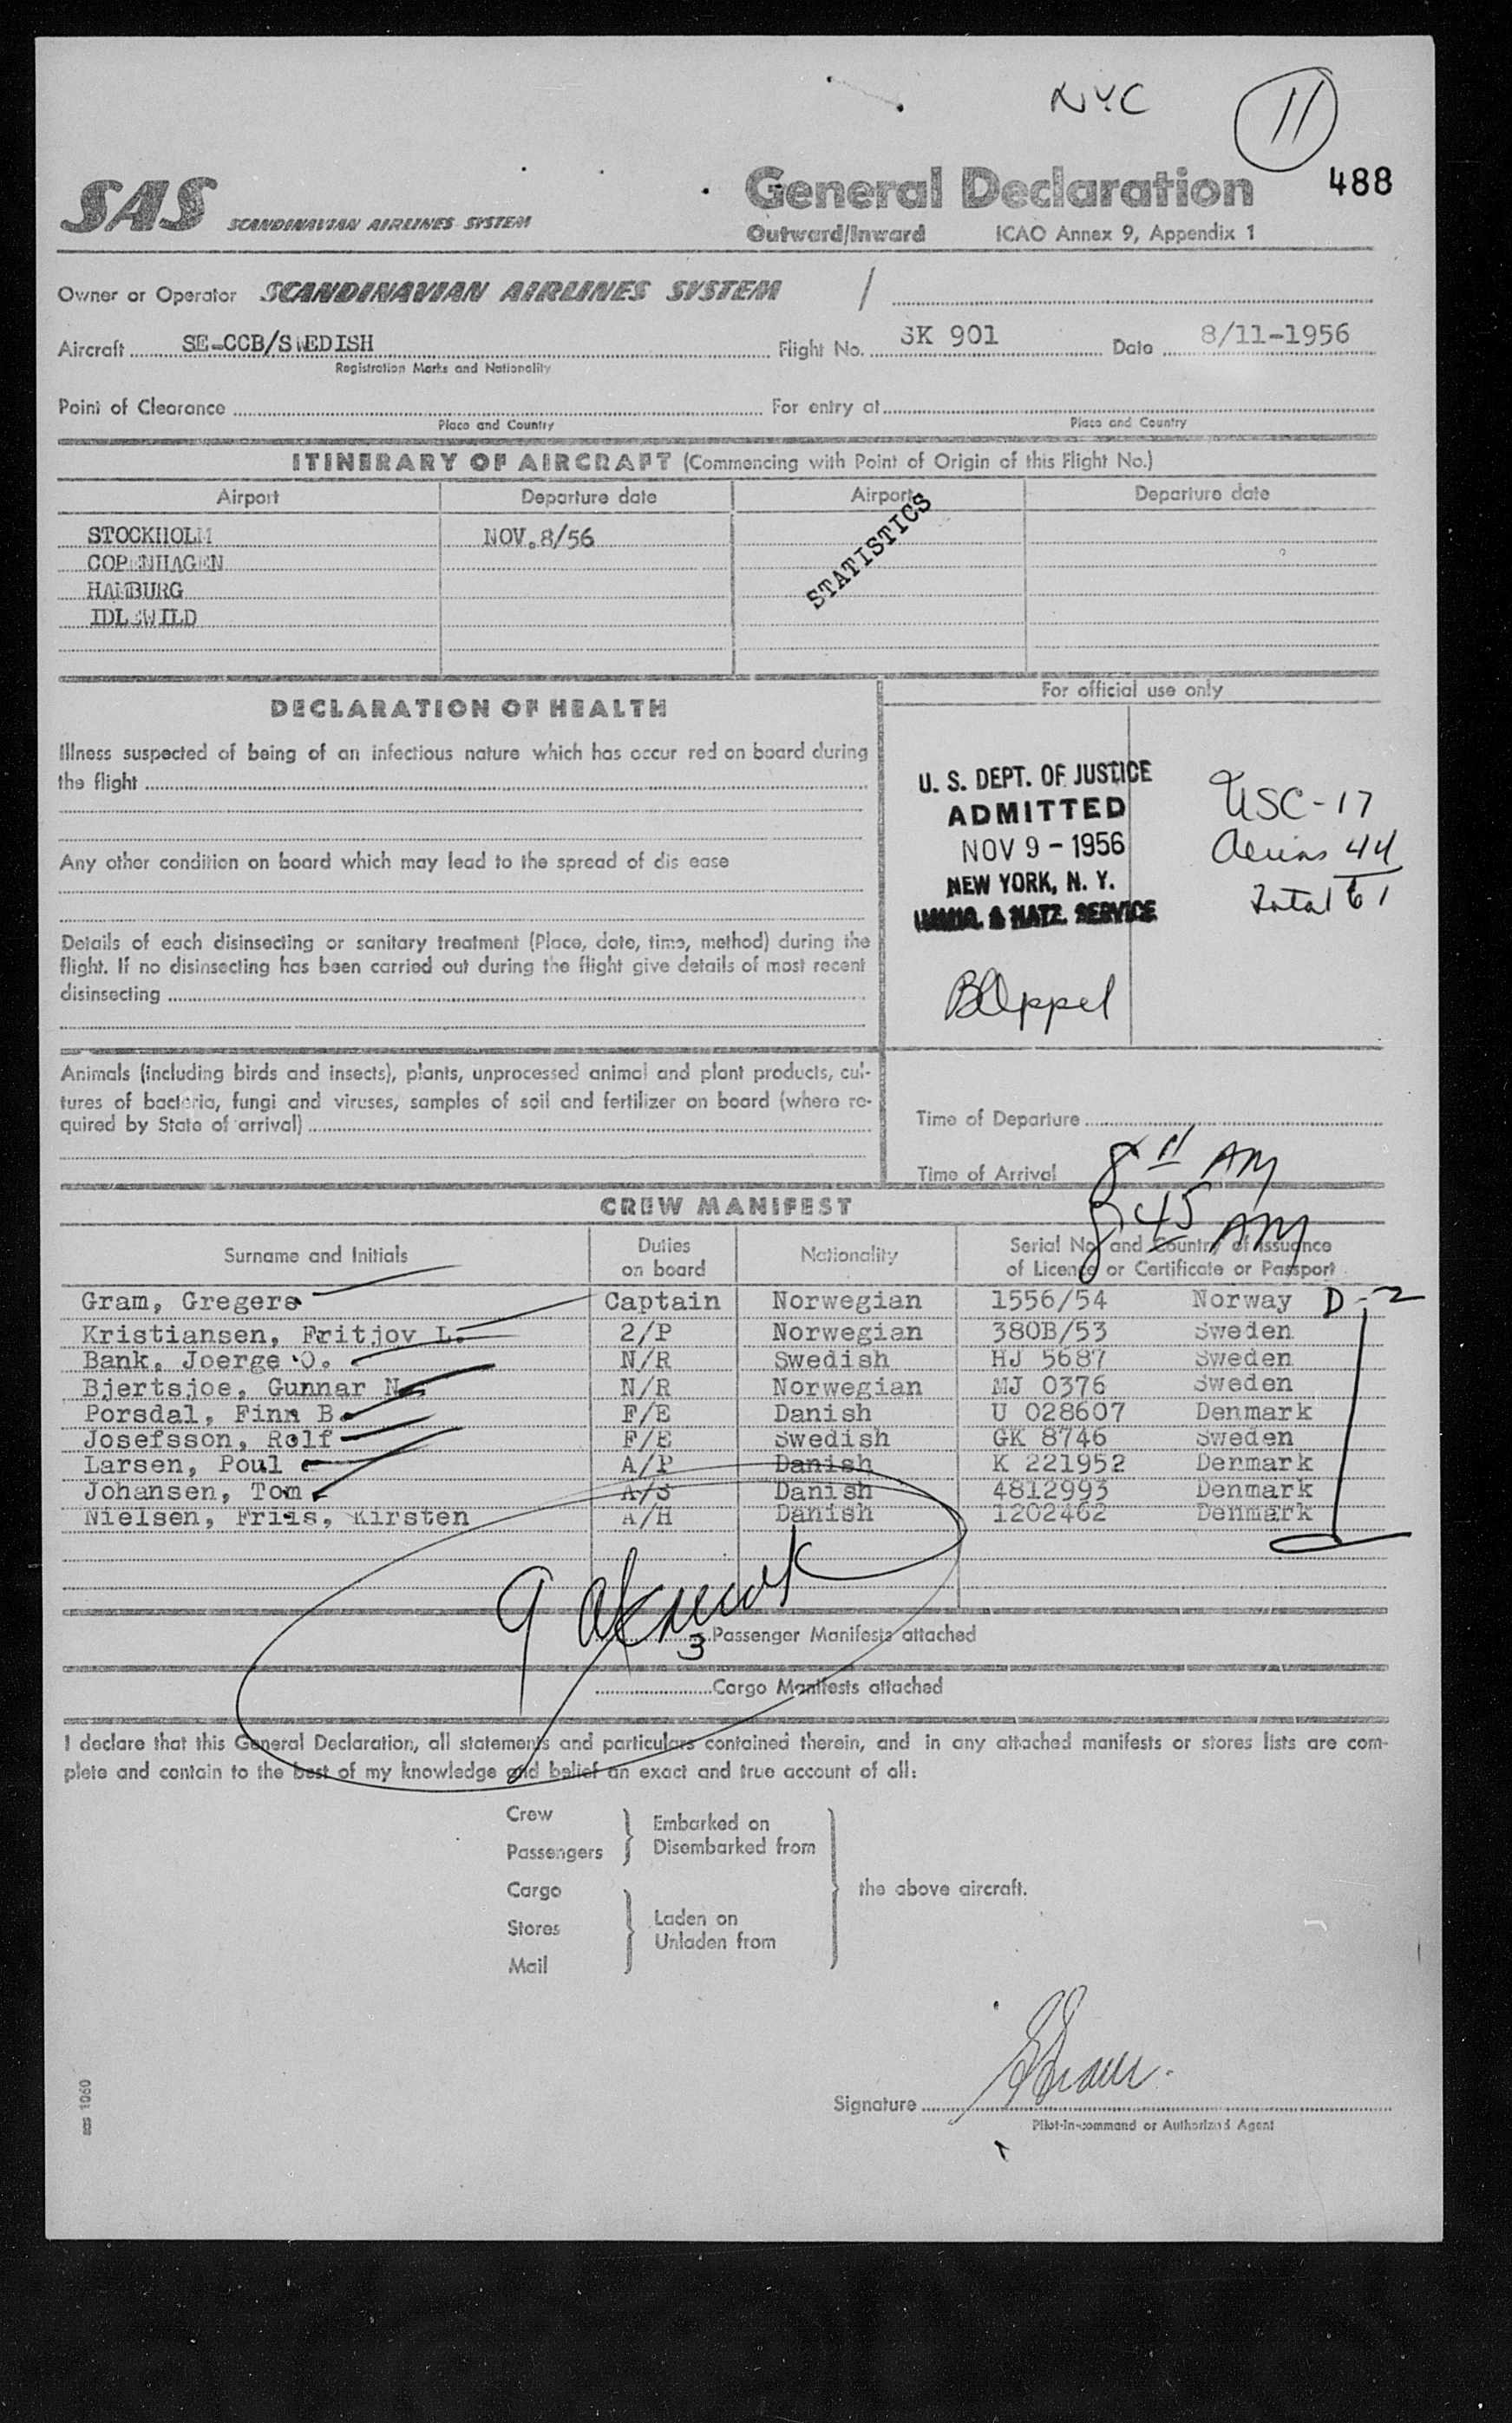 NYC
11
488
SAS SCANDINAVIAN AIRLINES SYSTEM
General Declaration
Outward/Inward ICAO Annex 9, Appendix 1
Owner or Operator SCANDINAVIAN AIRLINES SYSTEM /
Aircraft SE-CCB/SWEDISH Flight No. SK 901 Date 8/11-1956
Registration Marks and Nationality
Point of Clearance For entry at
Place and Country Place and Country
ITINERARY OF AIRCRAFT (Commencing with Point of Origin of this Flight No.)
Airport Departure date Airport Departure date
STOCKHOLM NOV.8/56
COPENHAGEN
HAMBURG
IDLEWILD
STATISTICS
DECLARATION OF HEALTH
Illness suspected of being of an infectious nature which has occur red on board during
the flight
Any other condition on board which may lead to the spread of dis ease
Details of each disinsecting or sanitary treatment (Place, date, time, method) during the
flight. If no disinsecting has been carried out during the flight give details of most recent
disinsecting
Animals (including birds and insects), plants, unprocessed animal and plant products, cul-
tures of bacteria, fungi and viruses, samples of soil and fertilizer on board (where re-
quired by State of arrival)
For official use only
U. S. DEPT. OF JUSTICE
ADMITTED
NOV 9 - 1956
NEW YORK, N. Y.
IMMIG. & NATZ. SERVICE
USC-17
Aliens 44
Total 61
Time of Departure
Time of Arrival 8 11 AM
8 45 AM
CREW MANIFEST
Surname and Initials Duties on board Nationality Serial No. and Country of Issuance of Licence or Certificate or Passport
Gram, Gregers Captain Norwegian 1556/54 Norway D-2
Kristiansen, Fritjov L. 2/P Norwegian 380B/53 Sweden
Bank, Joerge O. N/R Swedish HJ 5687 Sweden
Bjertsjoe, Gunnar N. N/R Norwegian MJ 0376 Sweden
Porsdal, Finn B. F/E Danish U 028607 Denmark
Josefsson, Rolf F/E Swedish GK 8746 Sweden
Larsen, Poul A/P Danish K 221952 Denmark
Johansen, Tom A/S Danish 4812993 Denmark
Nielsen, Friis, Kirsten A/H Danish 1202462 Denmark
9
3 Passenger Manifests attached
Cargo Manifests attached
I declare that this General Declaration, all statements and particulars contained therein, and in any attached manifests or stores lists are com-
plete and contain to the best of my knowledge and belief an exact and true account of all:
Crew
Passengers
Embarked on
Disembarked from
Cargo
Stores
Mail
Laden on
Unladen from
the above aircraft.
Signature
Pilot-in-command or Authorized Agent
1060